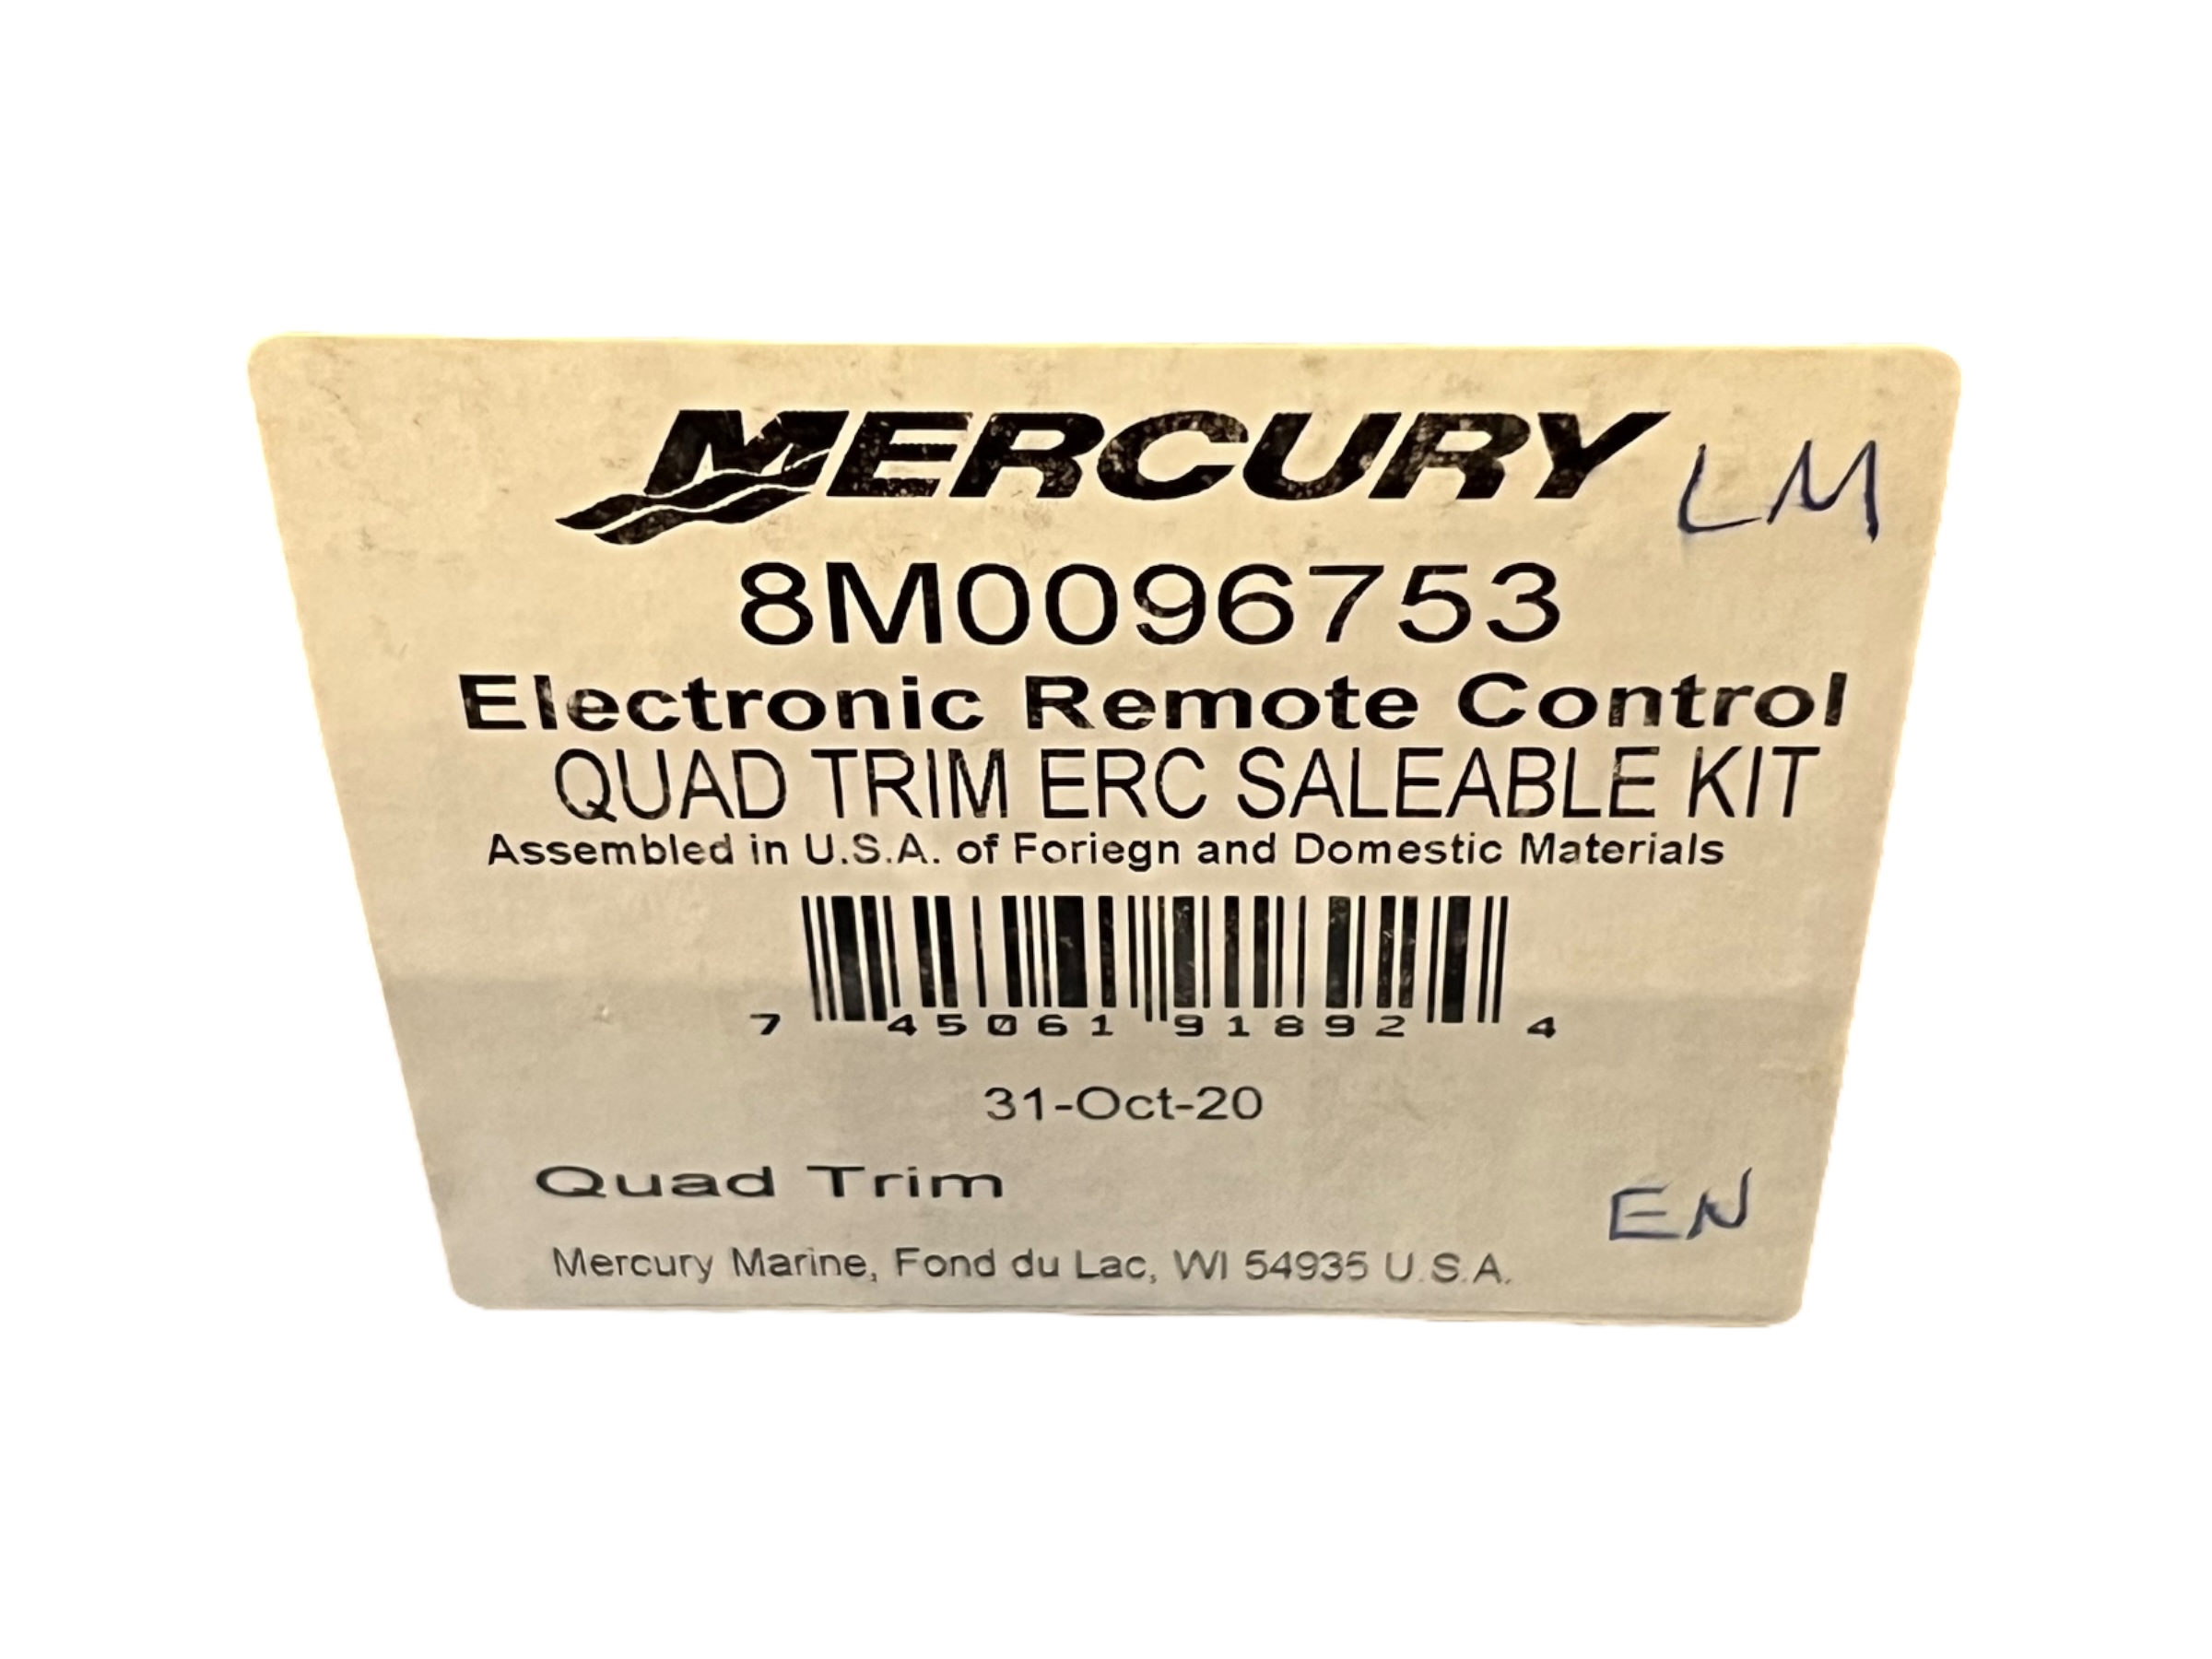 MERCURY LM
8M0096753
Electronic Remote Control
QUAD TRIM ERC SALEABLE KIT
Assembled in U.S.A. of Foriegn and Domestic Materials
7 45061 91892 4
31-Oct-20
Quad Trim
EN
Mercury Marine, Fond du Lac, WI 54935 U.S.A.